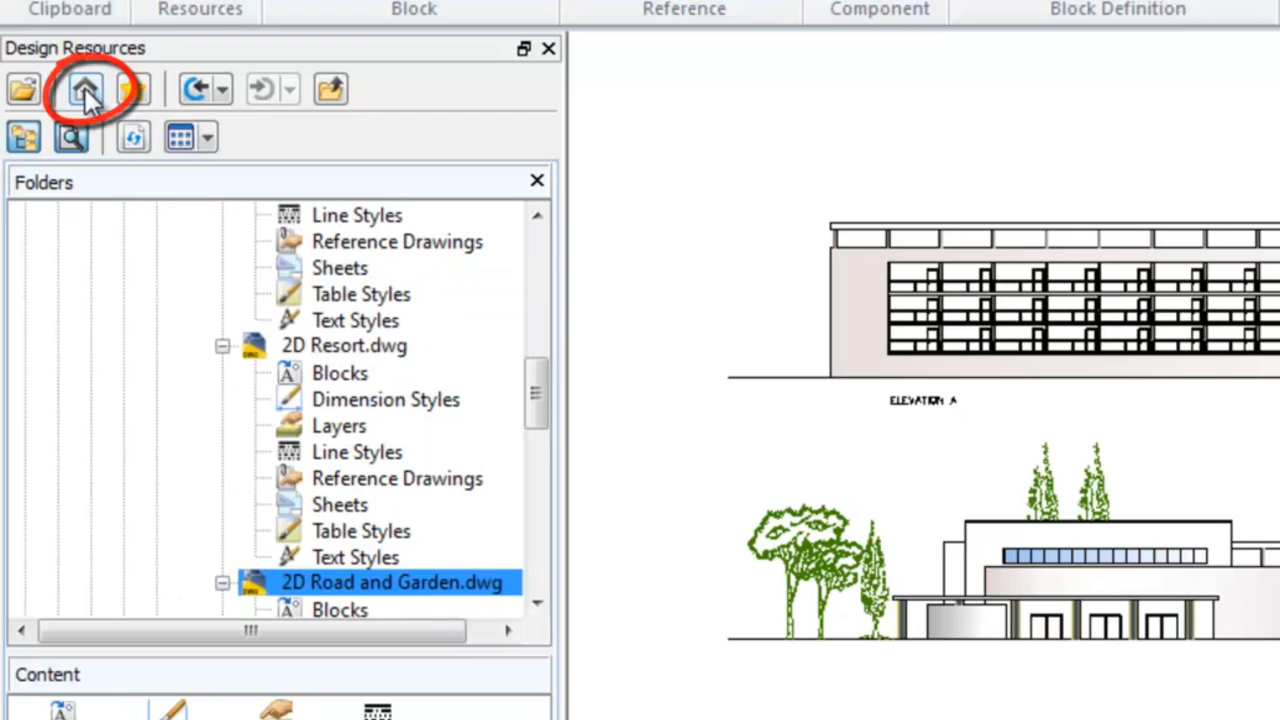 Clipboard Resources Block Reference Component Block Definition
Design Resources
Folders
Line Styles
Reference Drawings
Sheets
Table Styles
Text Styles
2D Resort.dwg
Blocks
Dimension Styles
Layers
Line Styles
Reference Drawings
Sheets
Table Styles
Text Styles
2D Road and Garden.dwg
Blocks
Content
ELEVATION A